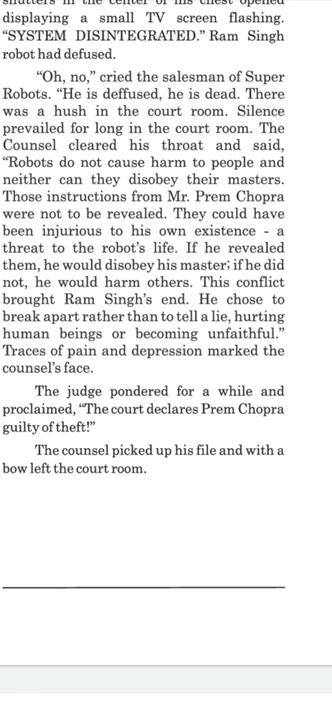 shutters in the center of his chest opened
displaying a small TV screen flashing.
“SYSTEM DISINTEGRATED.” Ram Singh
robot had defused.
“Oh, no,” cried the salesman of Super
Robots. “He is deffused, he is dead. There
was a hush in the court room. Silence
prevailed for long in the court room. The
Counsel cleared his throat and said,
“Robots do not cause harm to people and
neither can they disobey their masters.
Those instructions from Mr. Prem Chopra
were not to be revealed. They could have
been injurious to his own existence - a
threat to the robot’s life. If he revealed
them, he would disobey his master; if he did
not, he would harm others. This conflict
brought Ram Singh’s end. He chose to
break apart rather than to tell a lie, hurting
human beings or becoming unfaithful.”
Traces of pain and depression marked the
counsel’s face.
The judge pondered for a while and
proclaimed, “The court declares Prem Chopra
guilty of theft!”
The counsel picked up his file and with a
bow left the court room.